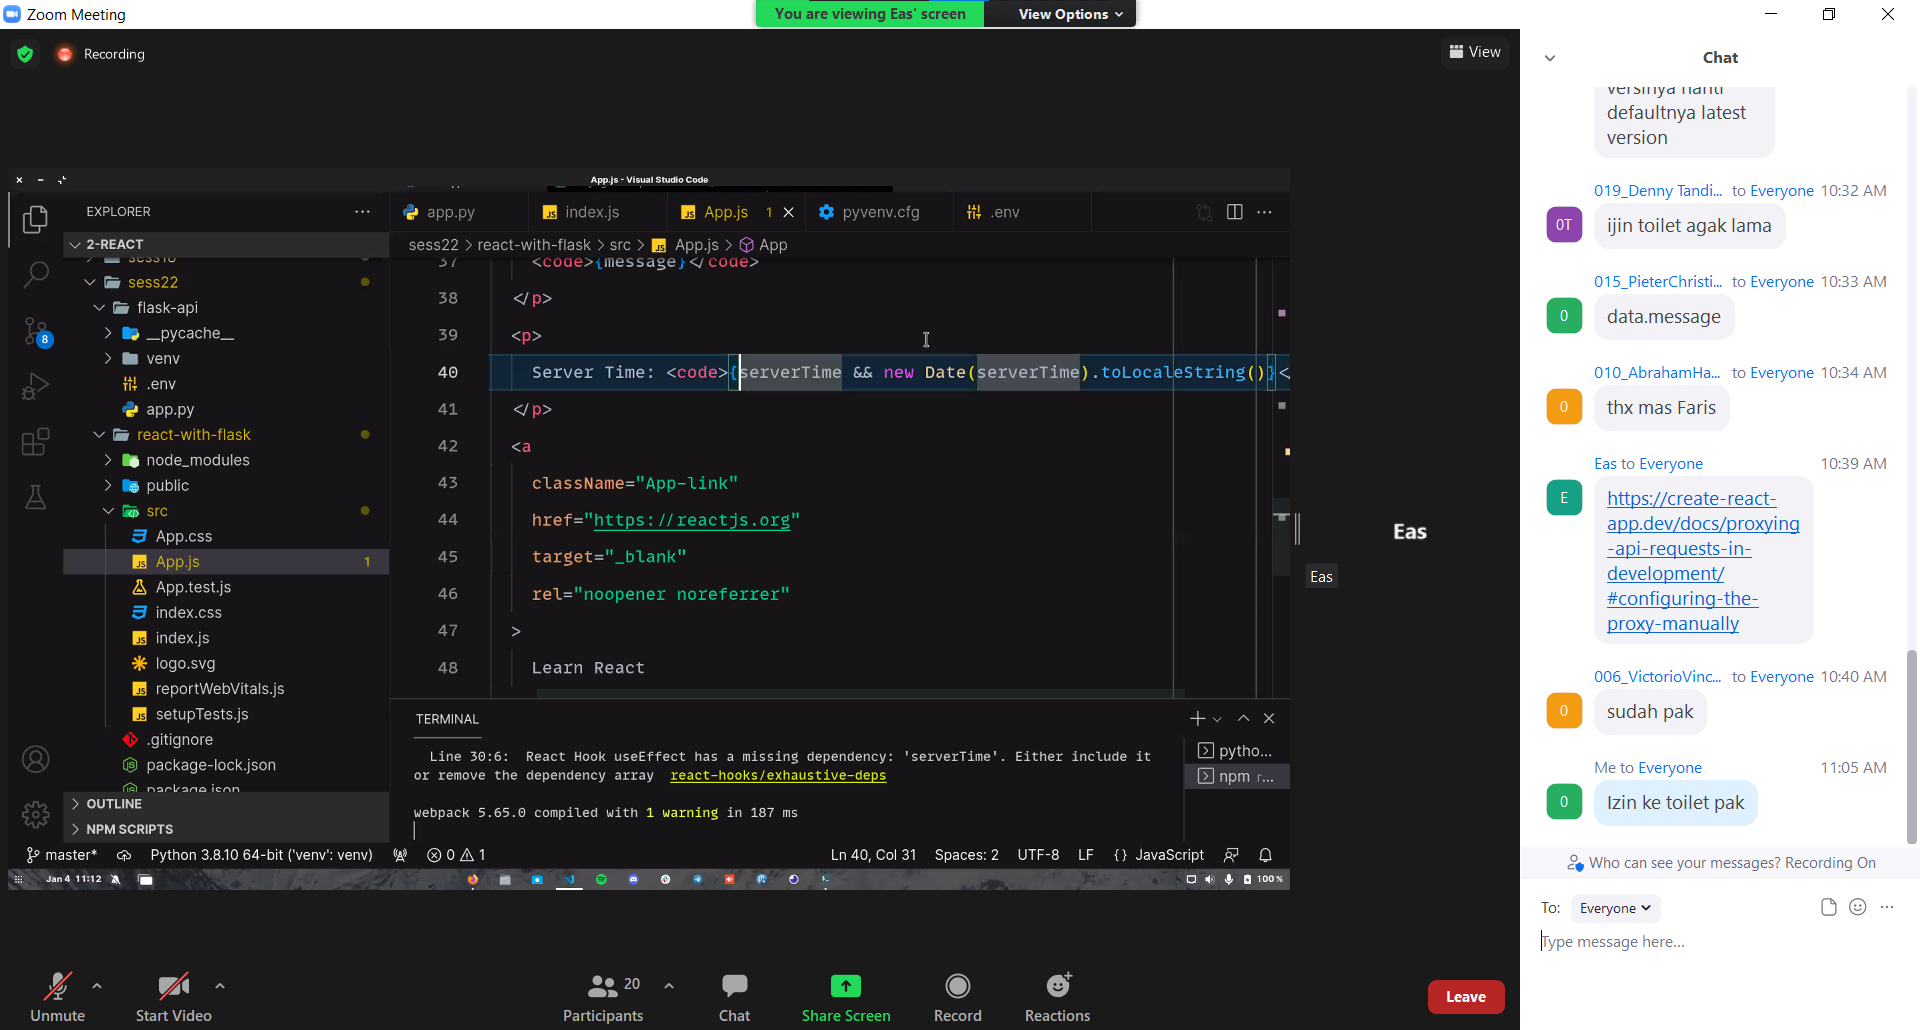 Zoom Meeting
You are viewing Eas' screen
View Options
Recording
View
App.js - Visual Studio Code
EXPLORER
2-REACT
sess22
flask-api
__pycache__
venv
.env
app.py
react-with-flask
node_modules
public
src
App.css
App.js 1
App.test.js
index.css
index.js
logo.svg
reportWebVitals.js
setupTests.js
.gitignore
package-lock.json
package.json
OUTLINE
NPM SCRIPTS
8
app.py
index.js
App.js 1
pyvenv.cfg
.env
sess22 > react-with-flask > src > App.js > App
37 <code>{message}</code>
38 </p>
39 <p>
40 Server Time: <code>{serverTime && new Date(serverTime).toLocaleString()}<
41 </p>
42 <a
43 className="App-link"
44 href="https://reactjs.org"
45 target="_blank"
46 rel="noopener noreferrer"
47 >
48 Learn React
TERMINAL
Line 30:6: React Hook useEffect has a missing dependency: 'serverTime'. Either include it
or remove the dependency array react-hooks/exhaustive-deps
webpack 5.65.0 compiled with 1 warning in 187 ms
pytho...
npm r...
master*
Python 3.8.10 64-bit ('venv': venv)
0
1
Ln 40, Col 31
Spaces: 2
UTF-8
LF
{} JavaScript
Jan 4 11:12
100 %
Eas
Eas
Unmute
Start Video
20
Participants
Chat
Share Screen
Record
Reactions
Leave
Chat
versinya nanti
defaultnya latest
version
019_Denny Tandi... to Everyone 10:32 AM
0T
ijin toilet agak lama
015_PieterChristi... to Everyone 10:33 AM
0
data.message
010_AbrahamHa... to Everyone 10:34 AM
0
thx mas Faris
Eas to Everyone 10:39 AM
E
https://create-react-
app.dev/docs/proxying
-api-requests-in-
development/
#configuring-the-
proxy-manually
006_VictorioVinc... to Everyone 10:40 AM
0
sudah pak
Me to Everyone 11:05 AM
0
Izin ke toilet pak
Who can see your messages? Recording On
To: Everyone
Type message here...